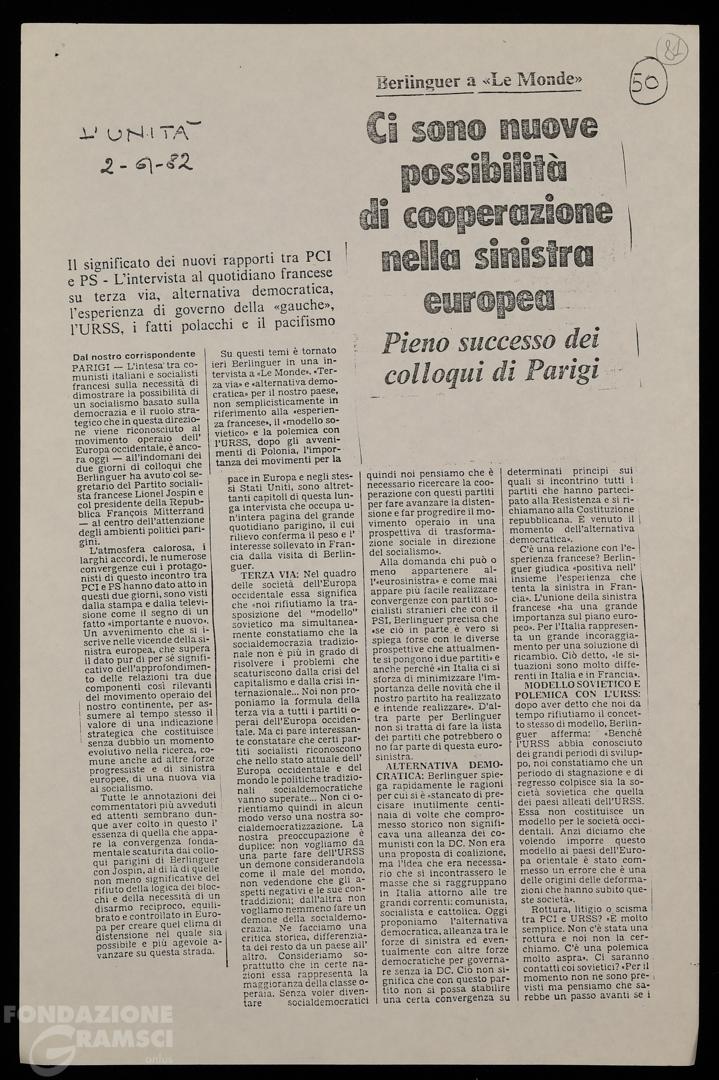 84
50
Berlinguer a «Le Monde»
L'UNITÀ
2-4-82
Ci sono nuove
possibilità
di cooperazione
nella sinistra
europea
Pieno successo dei
colloqui di Parigi
Il significato dei nuovi rapporti tra PCI
e PS - L'intervista al quotidiano francese
su terza via, alternativa democratica,
l'esperienza di governo della «gauche»,
l'URSS, i fatti polacchi e il pacifismo
Dal nostro corrispondente
PARIGI — L'intesa tra co-
munisti italiani e socialisti
francesi sulla necessità di
dimostrare la possibilità di
un socialismo basato sulla
democrazia e il ruolo stra-
tegico che in questa direzio-
ne viene riconosciuto al
movimento operaio dell'
Europa occidentale, è anco-
ra oggi — all'indomani dei
due giorni di colloqui che
Berlinguer ha avuto col se-
gretario del Partito sociali-
sta francese Lionel Jospin e
col presidente della Repub-
blica François Mitterrand
— al centro dell'attenzione
degli ambienti politici pari-
gini.
L'atmosfera calorosa, i
larghi accordi, le numerose
convergenze cui i protago-
nisti di questo incontro tra
PCI e PS hanno dato atto in
questi due giorni, sono visti
dalla stampa e dalla televi-
sione come il segno di un
fatto «importante e nuovo».
Un avvenimento che si i-
scrive nelle vicende della si-
nistra europea, che supera
il dato pur di per sé signifi-
cativo dell'approfondimen-
to delle relazioni tra due
componenti così rilevanti
del movimento operaio del
nostro continente, per as-
sumere al tempo stesso il
valore di una indicazione
strategica che costituisce
senza dubbio un momento
evolutivo nella ricerca, co-
mune anche ad altre forze
progressiste e di sinistra
europee, di una nuova via
al socialismo.
Tutte le annotazioni dei
commentatori più avveduti
ed attenti sembrano dun-
que aver colto in questo l'
essenza di quella che appa-
re la convergenza fonda-
mentale scaturita dai collo-
qui parigini di Berlinguer
con Jospin, al di là di quelle
non meno significative del
rifiuto della logica dei bloc-
chi e della necessità di un
disarmo reciproco, equili-
brato e controllato in Euro-
pa per creare quel clima di
distensione nel quale sia
possibile e più agevole a-
vanzare su questa strada.
Su questi temi è tornato
ieri Berlinguer in una in-
tervista a «Le Monde». «Ter-
za via» e «alternativa demo-
cratica» per il nostro paese,
non semplicisticamente in
riferimento alla «esperien-
za francese», il «modello so-
vietico» e la polemica con
l'URSS, dopo gli avveni-
menti di Polonia, l'impor-
tanza dei movimenti per la
pace in Europa e negli stes-
si Stati Uniti, sono altret-
tanti capitoli di questa lun-
ga intervista che occupa u-
n'intera pagina del grande
quotidiano parigino, il cui
rilievo conferma il peso e l'
interesse sollevato in Fran-
cia dalla visita di Berlin-
guer.
TERZA VIA: Nel quadro
delle società dell'Europa
occidentale essa significa
che «noi rifiutiamo la tra-
sposizione del "modello"
sovietico ma simultanea-
mente constatiamo che la
socialdemocrazia tradizio-
nale non è più in grado di
risolvere i problemi che
scaturiscono dalla crisi del
capitalismo e dalla crisi in-
ternazionale... Noi non pro-
poniamo la formula della
terza via a tutti i partiti o-
perai dell'Europa occiden-
tale. Ma ci pare interessan-
te constatare che certi par-
titi socialisti riconoscono
che nello stato attuale dell'
Europa occidentale e del
mondo le politiche tradizio-
nali socialdemocratiche
vanno superate... Non ci o-
rientiamo quindi in alcun
modo verso una nostra so-
cialdemocratizzazione. La
nostra preoccupazione è
duplice: non vogliamo da
una parte fare dell'URSS
un demone considerandola
come il male del mondo,
non vedendone che gli a-
spetti negativi e le sue con-
traddizioni; dall'altra non
vogliamo nemmeno fare un
demone della socialdemo-
crazia. Ne facciamo una
critica storica, differenzia-
ta del resto da un paese all'
altro. Consideriamo so-
prattutto che in certe na-
zioni essa rappresenta la
maggioranza della classe o-
peraia. Senza voler diven-
tare socialdemocratici
quindi noi pensiamo che è
necessario ricercare la coo-
perazione con questi partiti
per fare avanzare la disten-
sione e far progredire il mo-
vimento operaio in una
prospettiva di trasforma-
zione sociale in direzione
del socialismo».
Alla domanda chi può o
meno appartenere al-
l'«eurosinistra» e come mai
appare più facile realizzare
convergenze con partiti so-
cialisti stranieri che con il
PSI, Berlinguer precisa che
«se ciò in parte è vero si
spiega forse con le diverse
prospettive che attualmen-
te si pongono i due partiti» e
anche perché «in Italia ci si
sforza di minimizzare l'im-
portanza delle novità che il
nostro partito ha realizzato
e intende realizzare». D'al-
tra parte per Berlinguer
non si tratta di fare la lista
dei partiti che potrebbero o
no far parte di questa euro-
sinistra.
ALTERNATIVA DEMO-
CRATICA: Berlinguer spie-
ga rapidamente le ragioni
per cui si è «stancato di pre-
cisare inutilmente centi-
naia di volte che compro-
messo storico non signifi-
cava una alleanza dei co-
munisti con la DC. Non era
una proposta di coalizione,
ma l'idea che era necessa-
rio che si incontrassero le
masse che si raggruppano
in Italia attorno alle tre
grandi correnti: comunista,
socialista e cattolica. Oggi
proponiamo l'alternativa
democratica, alleanza tra le
forze di sinistra ed even-
tualmente con altre forze
democratiche per governa-
re senza la DC. Ciò non si-
gnifica che con questo par-
tito non si possa stabilire
una certa convergenza su
determinati principi sui
quali si incontrino tutti i
partiti che hanno parteci-
pato alla Resistenza e si ri-
chiamano alla Costituzione
repubblicana. È venuto il
momento dell'alternativa
democratica».
C'è una relazione con l'e-
sperienza francese? Berlin-
guer giudica «positiva nell'
insieme l'esperienza che
tenta la sinistra in Fran-
cia». L'unione della sinistra
francese «ha una grande
importanza sul piano euro-
peo». Per l'Italia rappresen-
ta un grande incoraggia-
mento per una soluzione di
ricambio. Ciò detto, «le si-
tuazioni sono molto diffe-
renti in Italia e in Francia».
MODELLO SOVIETICO E
POLEMICA CON L'URSS:
dopo aver detto che noi da
tempo rifiutiamo il concet-
to stesso di modello, Berlin-
guer afferma: «Benché
l'URSS abbia conosciuto
dei grandi periodi di svilup-
po, noi constatiamo che un
periodo di stagnazione e di
regresso colpisce sia la so-
cietà sovietica che quella
dei paesi alleati dell'URSS.
Essa non costituisce un
modello per le società occi-
dentali. Anzi diciamo che
volendo imporre questo
modello ai paesi dell'Euro-
pa orientale è stato com-
messo un errore che è una
delle origini delle deforma-
zioni che hanno subito que-
ste società».
Rottura, litigio o scisma
tra PCI e URSS? «È molto
semplice. Non c'è stata una
rottura e noi non la cer-
chiamo. C'è una polemica
molto aspra». Ci saranno
contatti coi sovietici? «Per il
momento non ne sono pre-
visti ma pensiamo che sa-
rebbe un passo avanti se i
FONDAZIONE
GRAMSCI
onlus